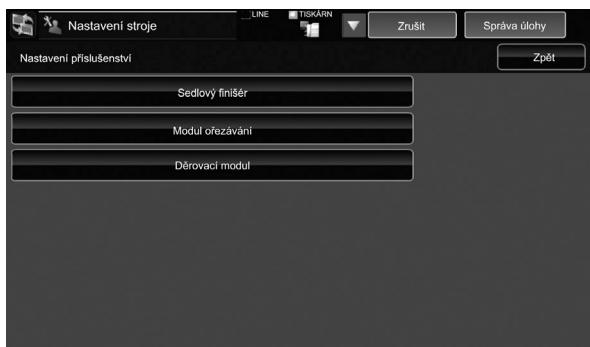 Nastavení stroje LINE TISKÁRN Zrušit Správa úlohy
Nastavení příslušenství Zpět
Sedlový finišér
Modul ořezávání
Děrovací modul